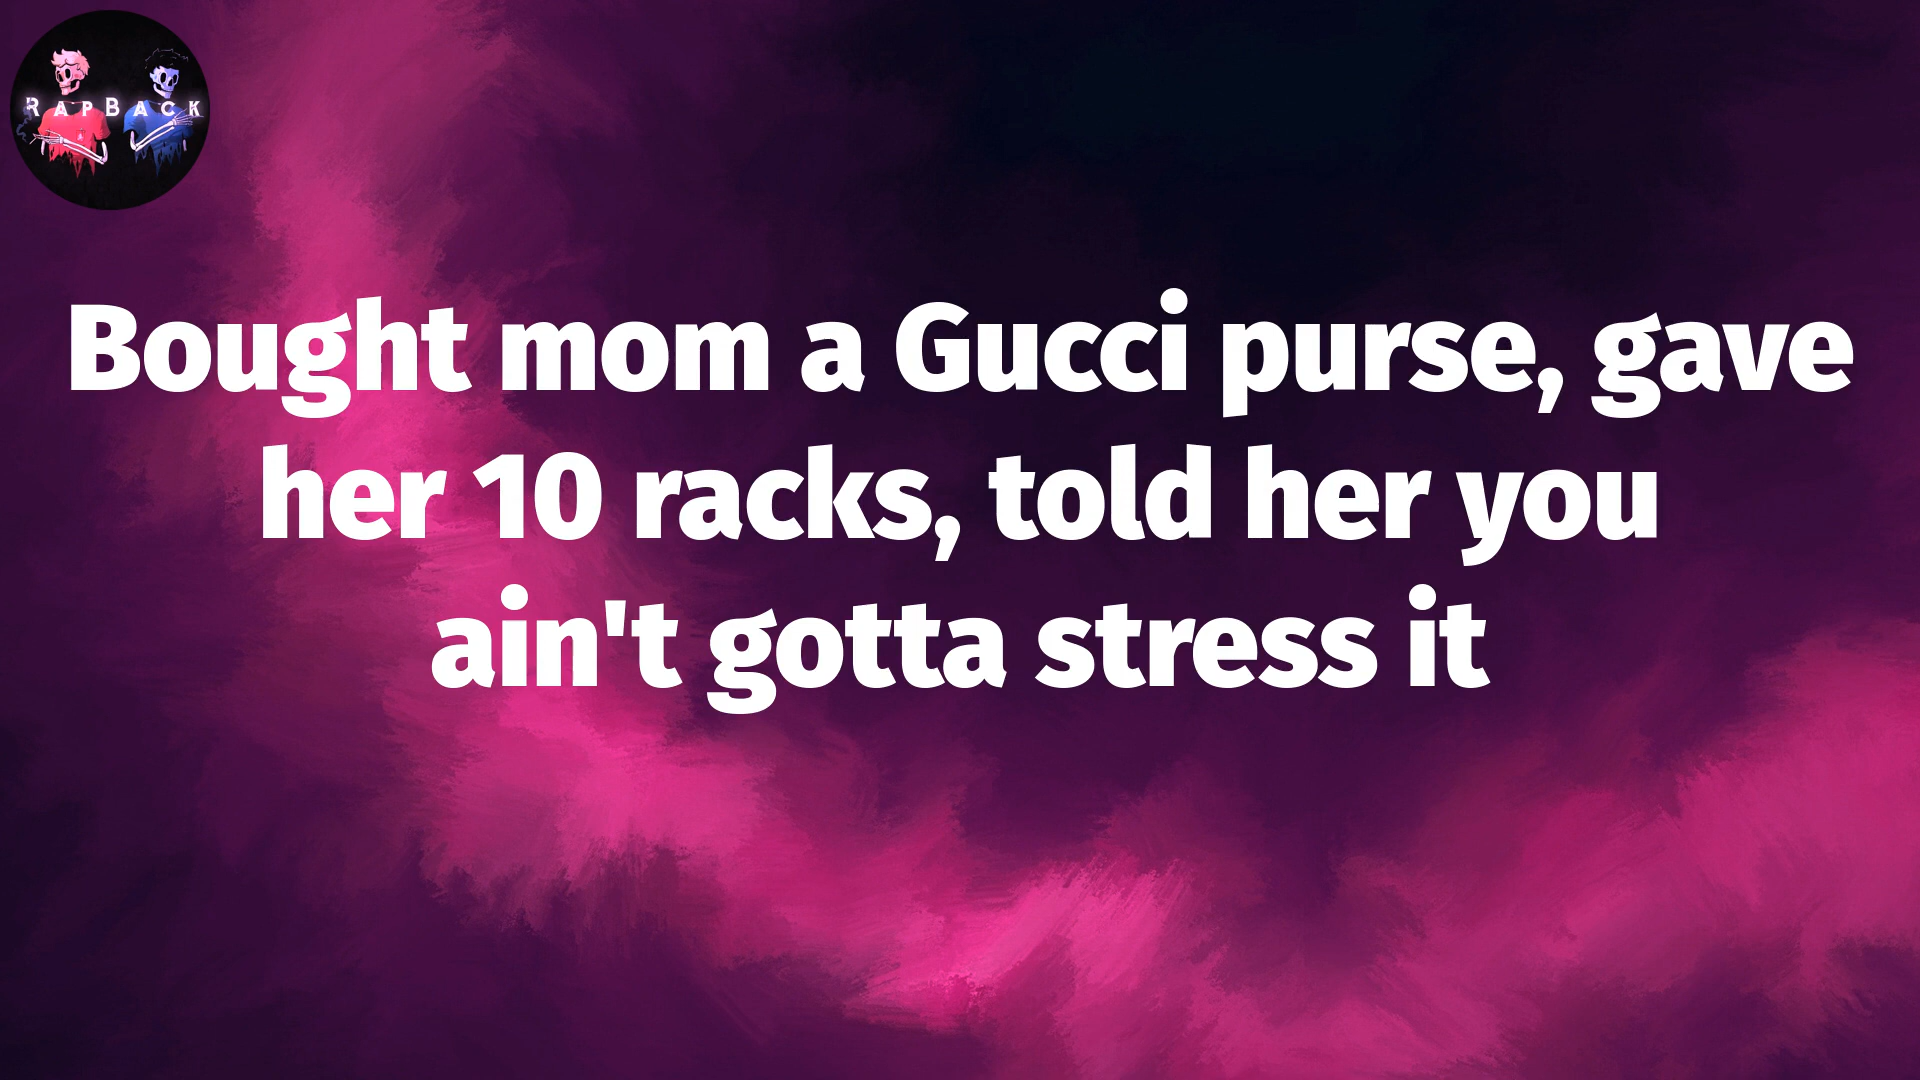 RapBack
Bought mom a Gucci purse, gave
her 10 racks, told her you
ain't gotta stress it